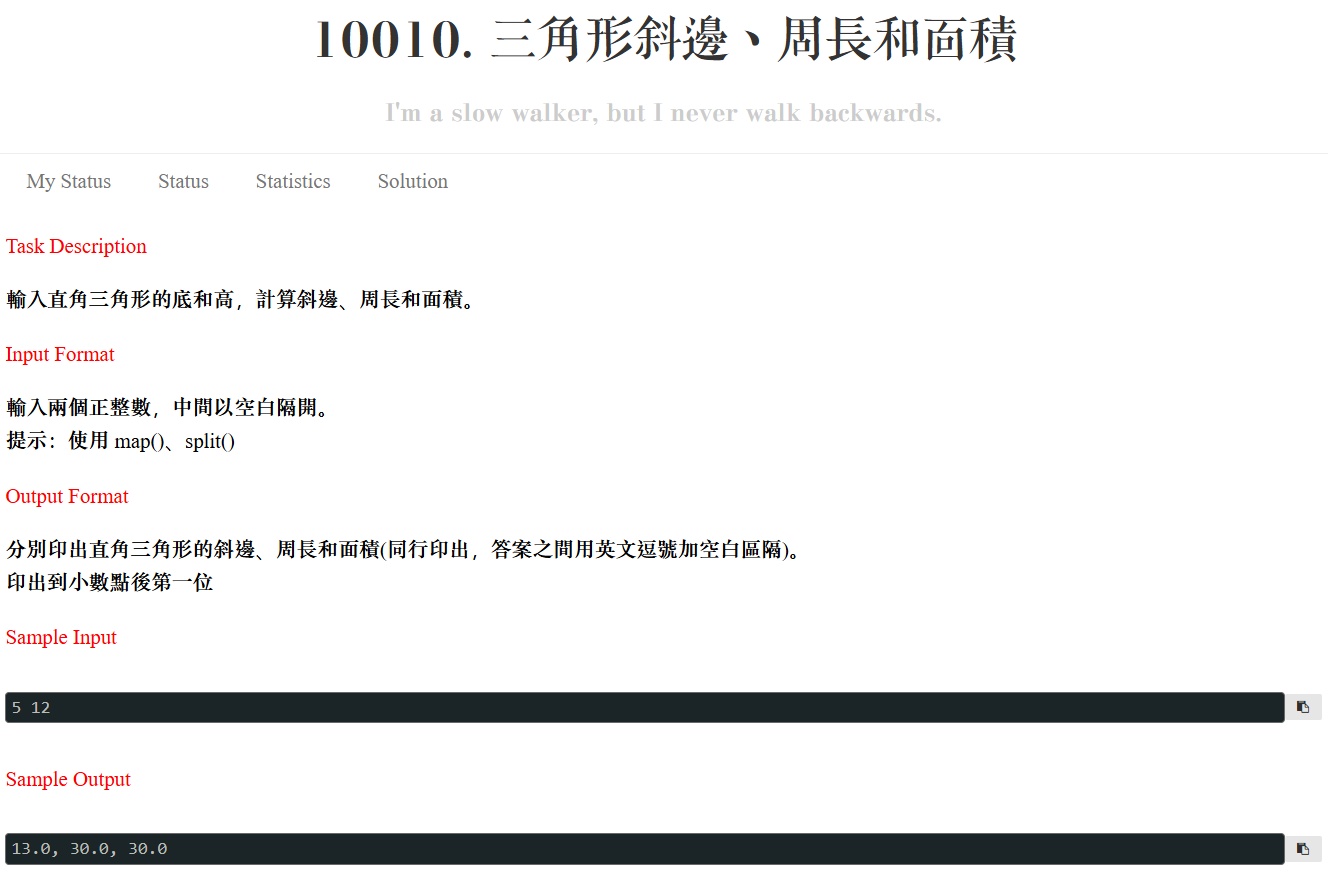 10010. 三角形斜邊、周長和面積
I'm a slow walker, but I never walk backwards.
My Status Status Statistics Solution
Task Description
輸入直角三角形的底和高，計算斜邊、周長和面積。
Input Format
輸入兩個正整數，中間以空白隔開。
提示：使用 map()、split()
Output Format
分別印出直角三角形的斜邊、周長和面積(同行印出，答案之間用英文逗號加空白區隔)。
印出到小數點後第一位
Sample Input
5 12
Sample Output
13.0, 30.0, 30.0